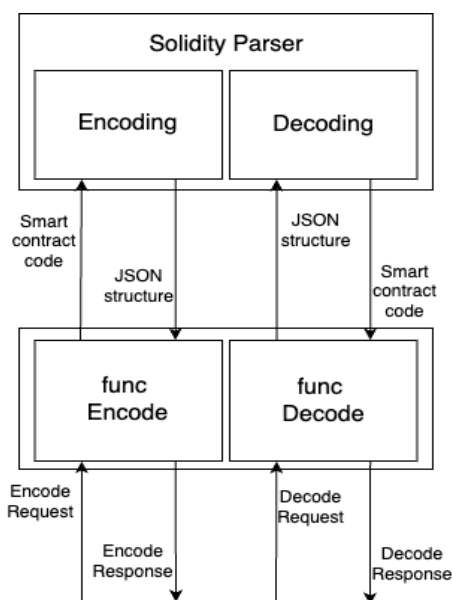 Solidity Parser
Encoding
Decoding
Smart
contract
code
JSON
structure
JSON
structure
Smart
contract
code
func
Encode
func
Decode
Encode
Request
Encode
Response
Decode
Request
Decode
Response